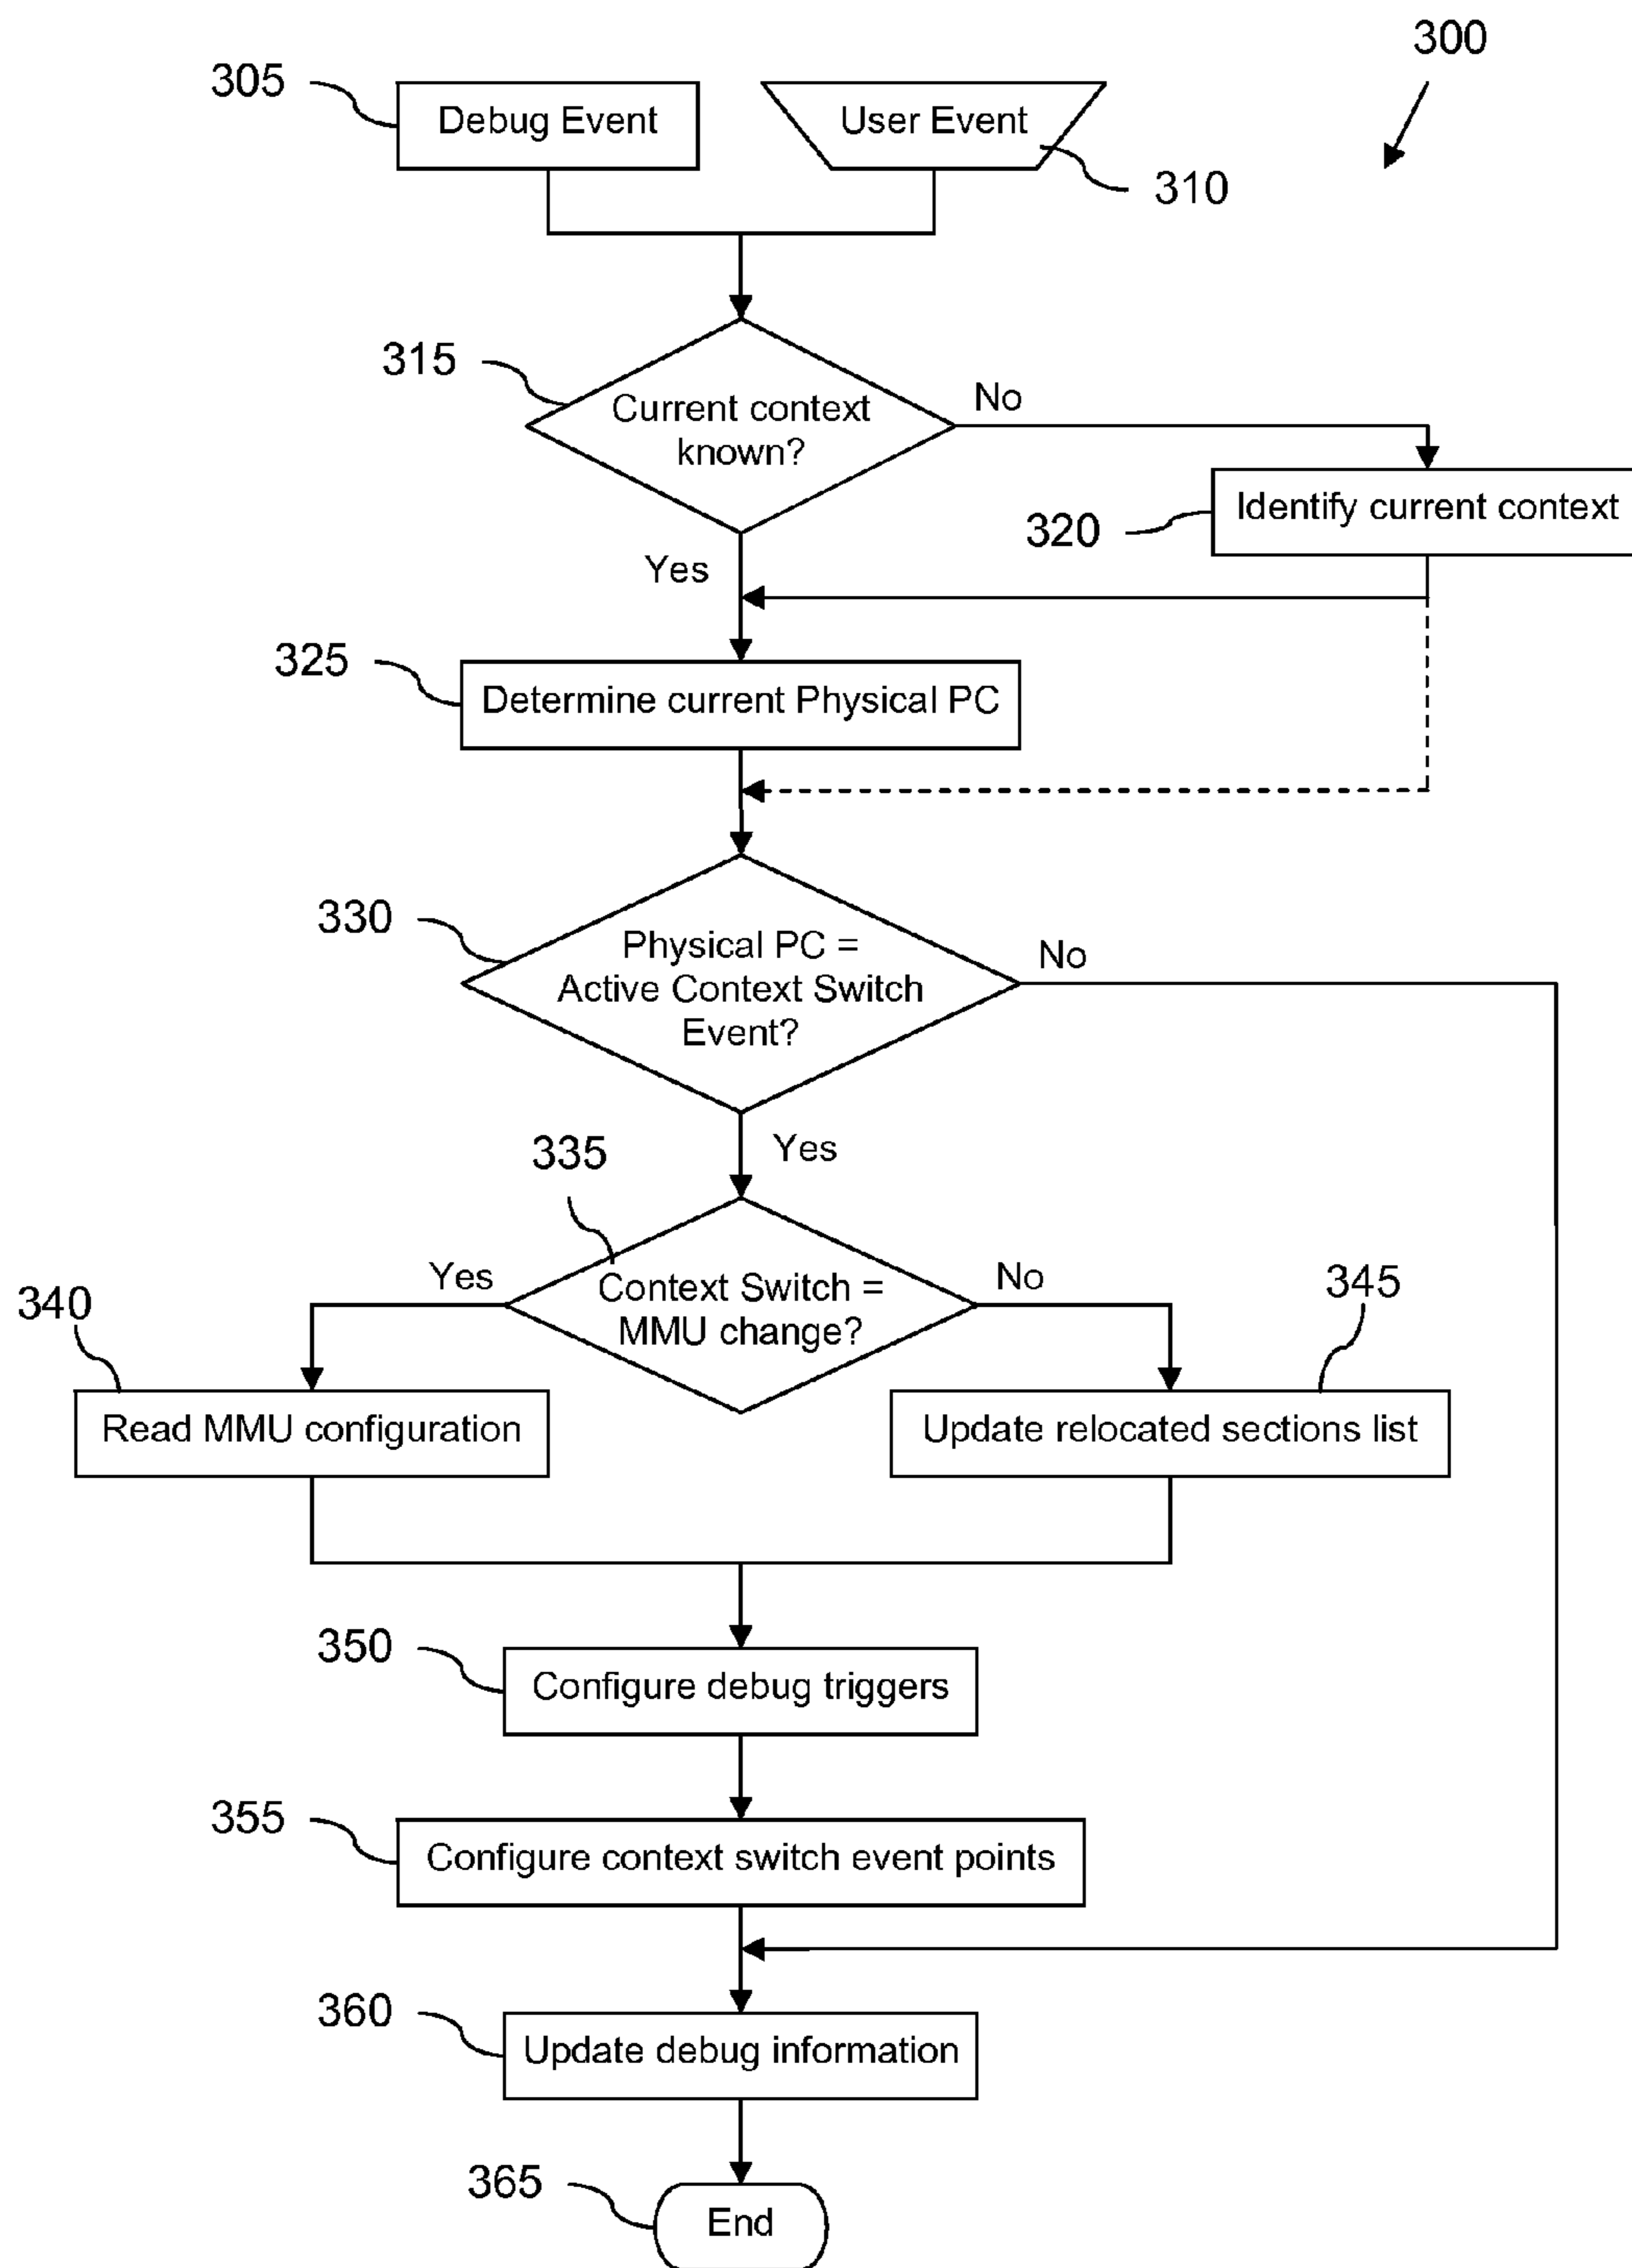 300
305
Debug Event
User Event
310
315
Current context
known?
No
320
Identify current context
Yes
325
Determine current Physical PC
330
Physical PC =
Active Context Switch
Event?
No
Yes
335
Context Switch =
MMU change?
Yes
No
340
345
Read MMU configuration
Update relocated sections list
350
Configure debug triggers
355
Configure context switch event points
360
Update debug information
365
End